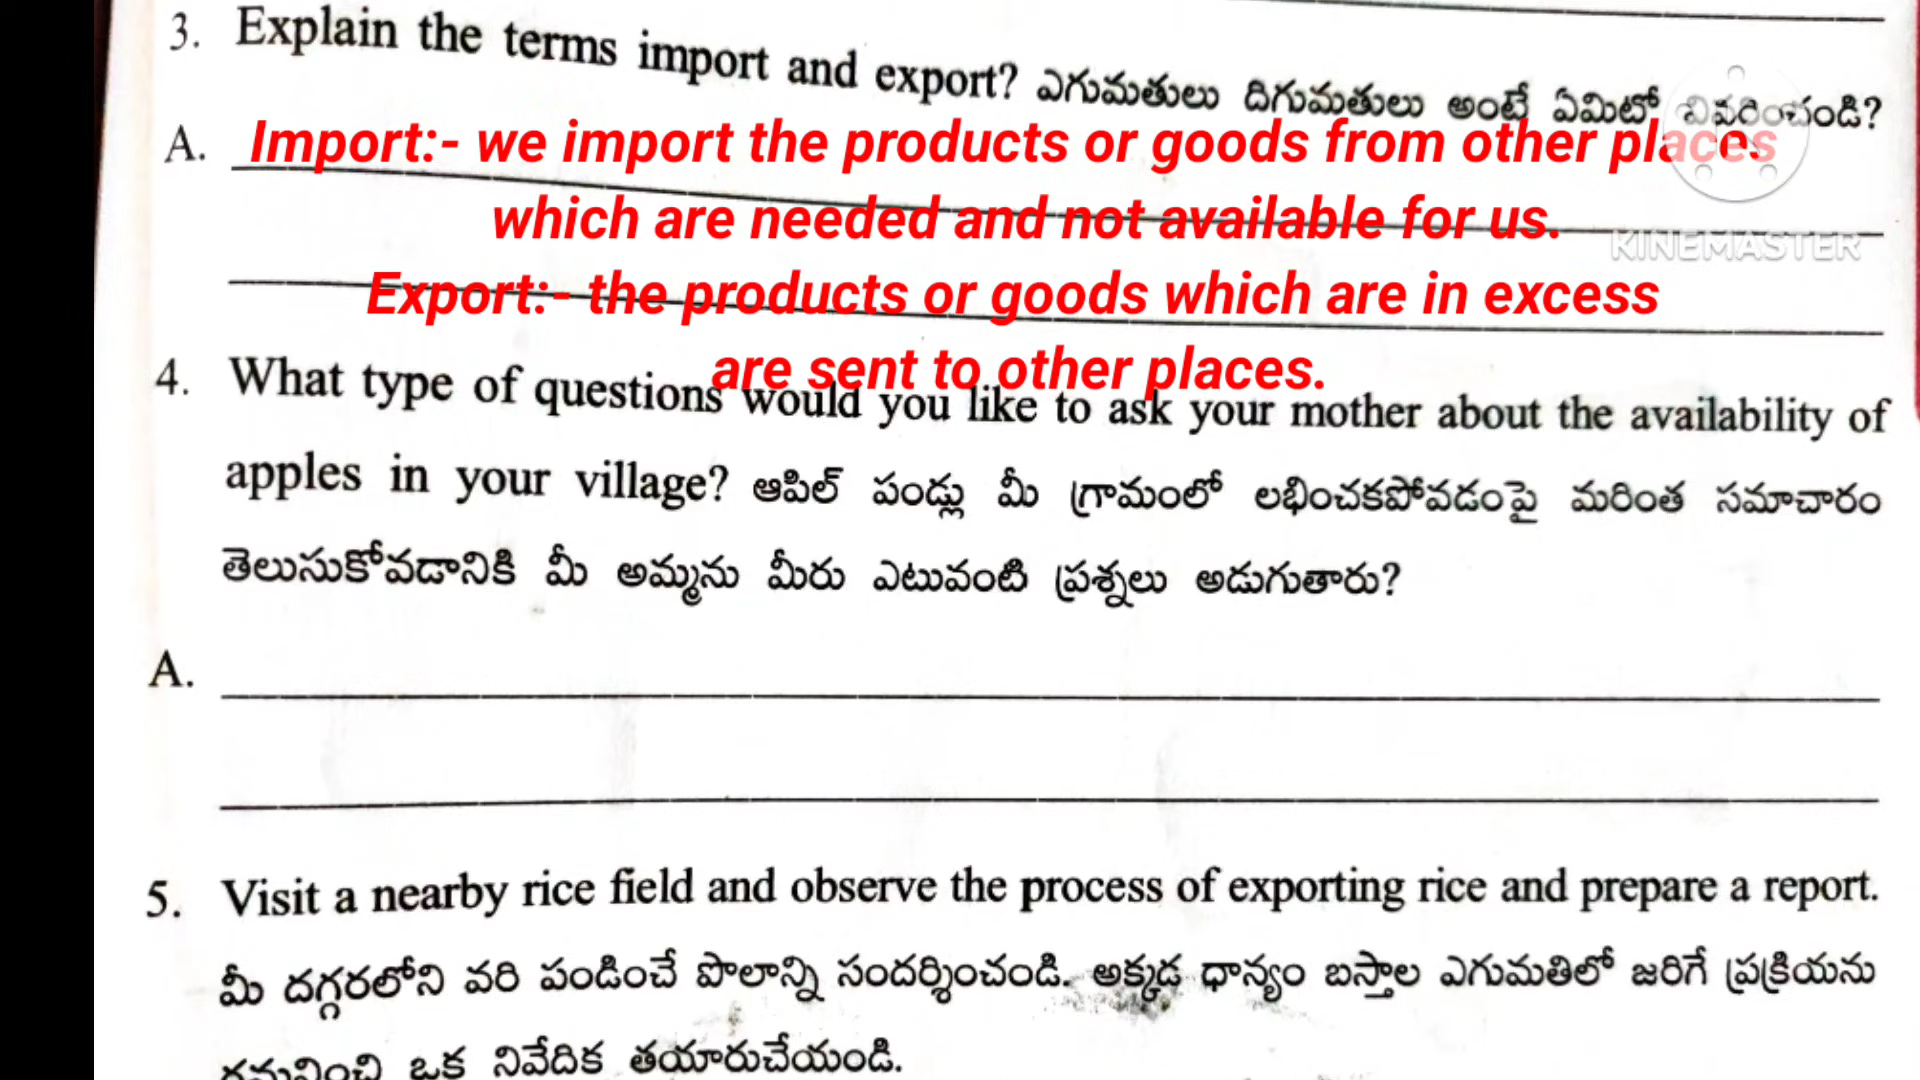 3. Explain the terms import and export? ఎగుమతులు దిగుమతులు అంటే ఏమిటో వివరించండి?
A. Import:- we import the products or goods from other places
which are needed and not available for us.
KINEMASTER
Export:- the products or goods which are in excess
are sent to other places.
4. What type of questions would you like to ask your mother about the availability of
apples in your village? ఆపిల్ పండ్లు మీ గ్రామంలో లభించకపోవడంపై మరింత సమాచారం
తెలుసుకోవడానికి మీ అమ్మను మీరు ఎటువంటి ప్రశ్నలు అడుగుతారు?
A.
5. Visit a nearby rice field and observe the process of exporting rice and prepare a report.
మీ దగ్గరలోని వరి పండించే పొలాన్ని సందర్శించండి. అక్కడ ధాన్యం బస్తాల ఎగుమతిలో జరిగే ప్రక్రియను
ఒక నివేదిక తయారుచేయండి.